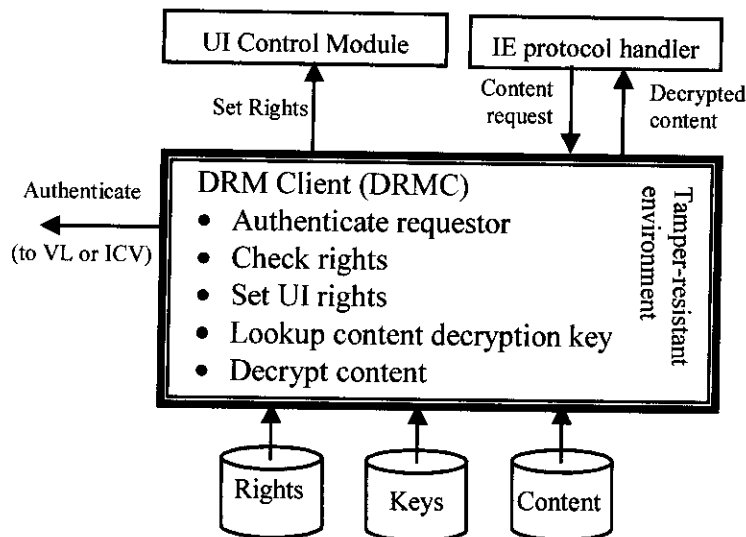 UI Control Module
IE protocol handler
Set Rights
Content
request
Decrypted
content
Authenticate
(to VL or ICV)
DRM Client (DRMC)
• Authenticate requestor
• Check rights
• Set UI rights
• Lookup content decryption key
• Decrypt content
Tamper-resistant
environment
Rights
Keys
Content